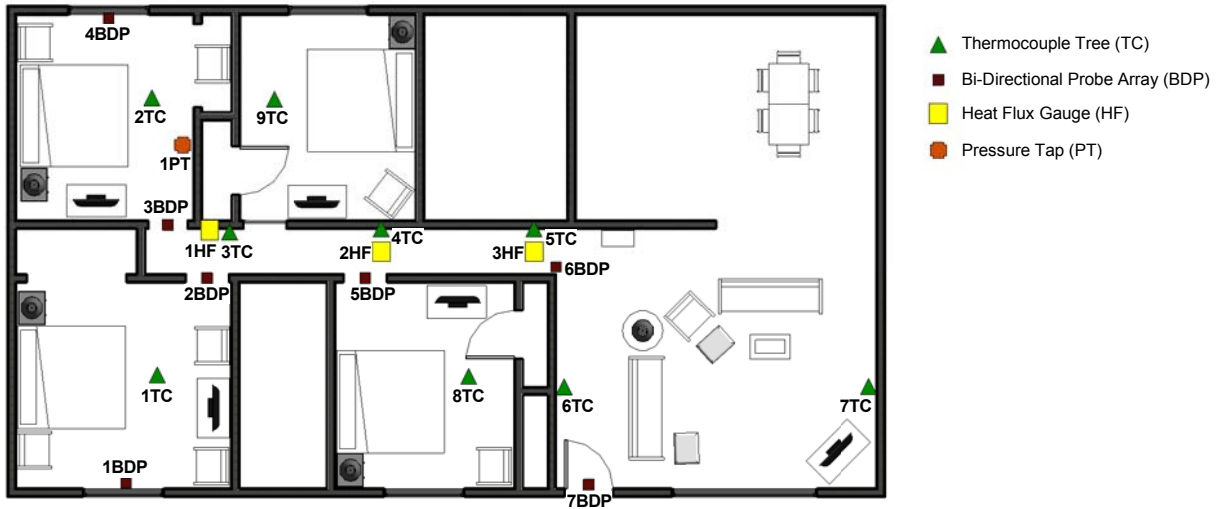 4BDP
2TC
9TC
1PT
3BDP
1HF
3TC
2HF
4TC
3HF
5TC
6BDP
2BDP
5BDP
1TC
8TC
6TC
7TC
1BDP
7BDP
Thermocouple Tree (TC)
Bi-Directional Probe Array (BDP)
Heat Flux Gauge (HF)
Pressure Tap (PT)